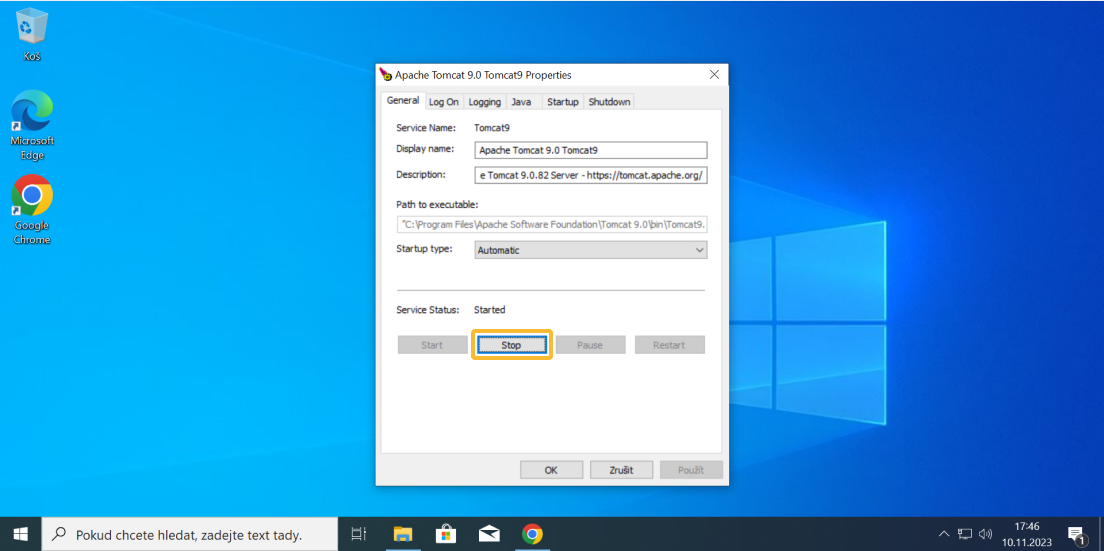 Koš
Microsoft
Edge
Google
Chrome
Apache Tomcat 9.0 Tomcat9 Properties
General Log On Logging Java Startup Shutdown
Service Name: Tomcat9
Display name: Apache Tomcat 9.0 Tomcat9
Description: e Tomcat 9.0.82 Server - https://tomcat.apache.org/
Path to executable:
"C:\Program Files\Apache Software Foundation\Tomcat 9.0\bin\Tomcat9.
Startup type: Automatic
Service Status: Started
Start Stop Pause Restart
OK Zrušit Použít
Pokud chcete hledat, zadejte text tady.
17:46
10.11.2023
1